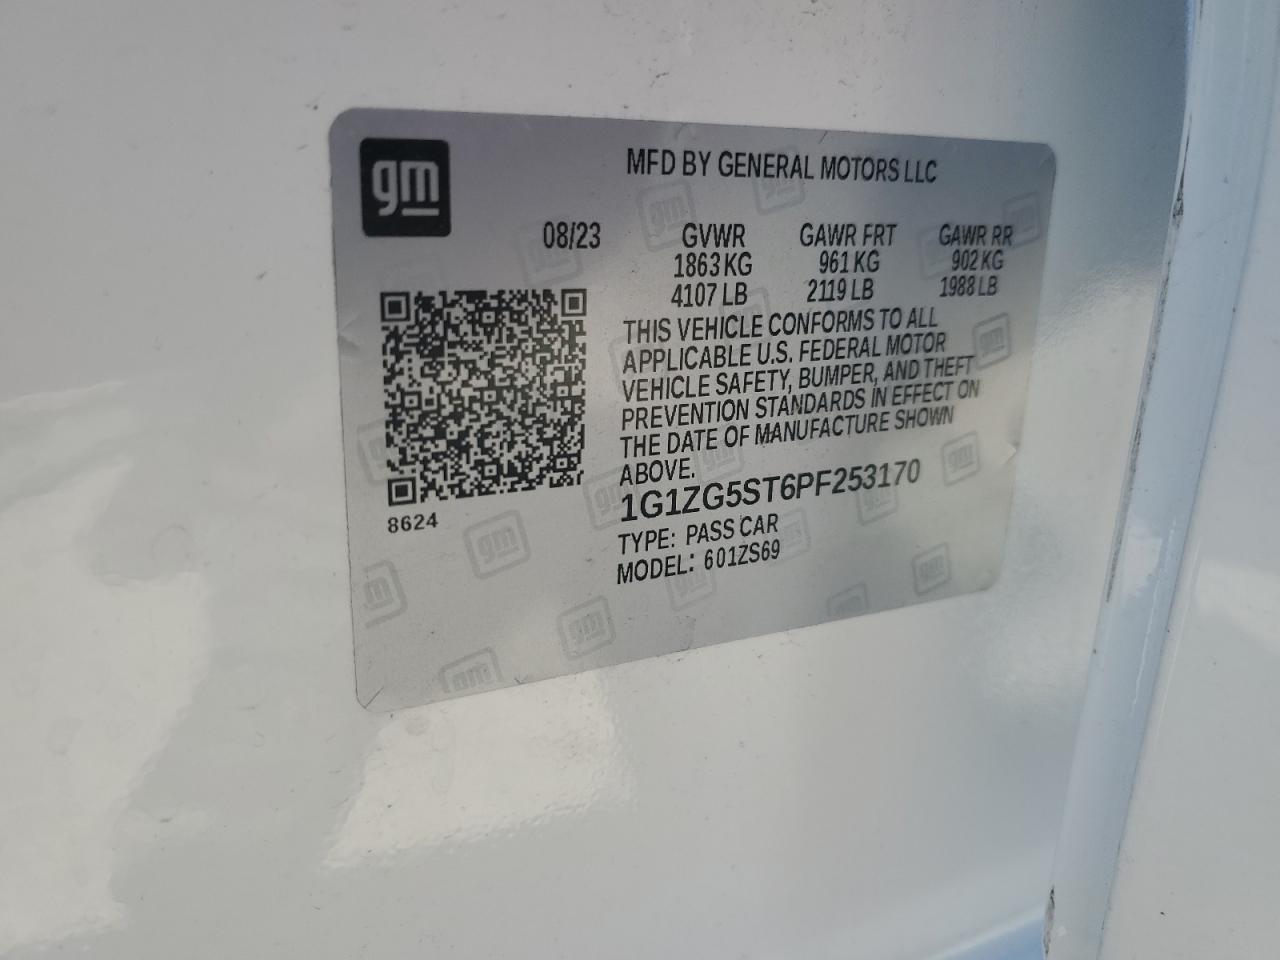 gm
MFD BY GENERAL MOTORS LLC
08/23 GVWR GAWR FRT GAWR RR
1863 KG 961 KG 902 KG
4107 LB 2119 LB 1988 LB
THIS VEHICLE CONFORMS TO ALL
APPLICABLE U.S. FEDERAL MOTOR
VEHICLE SAFETY, BUMPER, AND THEFT
PREVENTION STANDARDS IN EFFECT ON
THE DATE OF MANUFACTURE SHOWN
ABOVE.
1G1ZG5ST6PF253170
TYPE: PASS CAR
MODEL: 601ZS69
8624